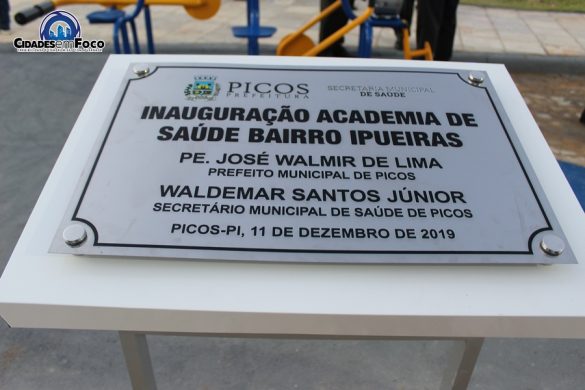 CIDADES em FOCO
PICOS
PREFEITURA
SECRETARIA MUNICIPAL
DE SAÚDE
INAUGURAÇÃO ACADEMIA DE
SAÚDE BAIRRO IPUEIRAS
PE. JOSÉ WALMIR DE LIMA
PREFEITO MUNICIPAL DE PICOS
WALDEMAR SANTOS JÚNIOR
SECRETÁRIO MUNICIPAL DE SAÚDE DE PICOS
PICOS-PI, 11 DE DEZEMBRO DE 2019